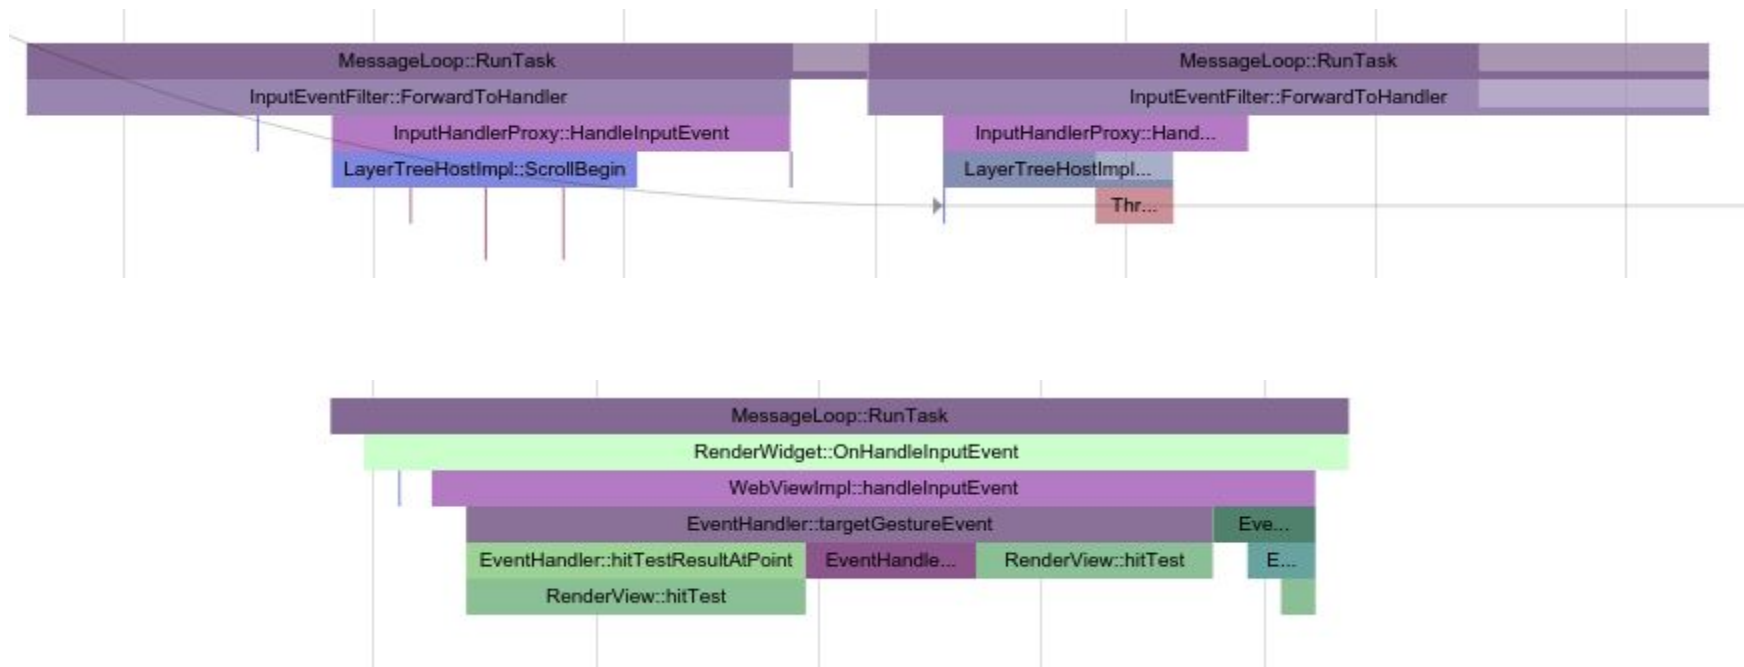 MessageLoop::RunTask MessageLoop::RunTask
InputEventFilter::ForwardToHandler InputEventFilter::ForwardToHandler
InputHandlerProxy::HandleInputEvent InputHandlerProxy::Hand...
LayerTreeHostImpl::ScrollBegin LayerTreeHostImpl...
Thr...
MessageLoop::RunTask
RenderWidget::OnHandleInputEvent
WebViewImpl::handleInputEvent
EventHandler::targetGestureEvent Eve...
EventHandler::hitTestResultAtPoint EventHandle... RenderView::hitTest E...
RenderView::hitTest